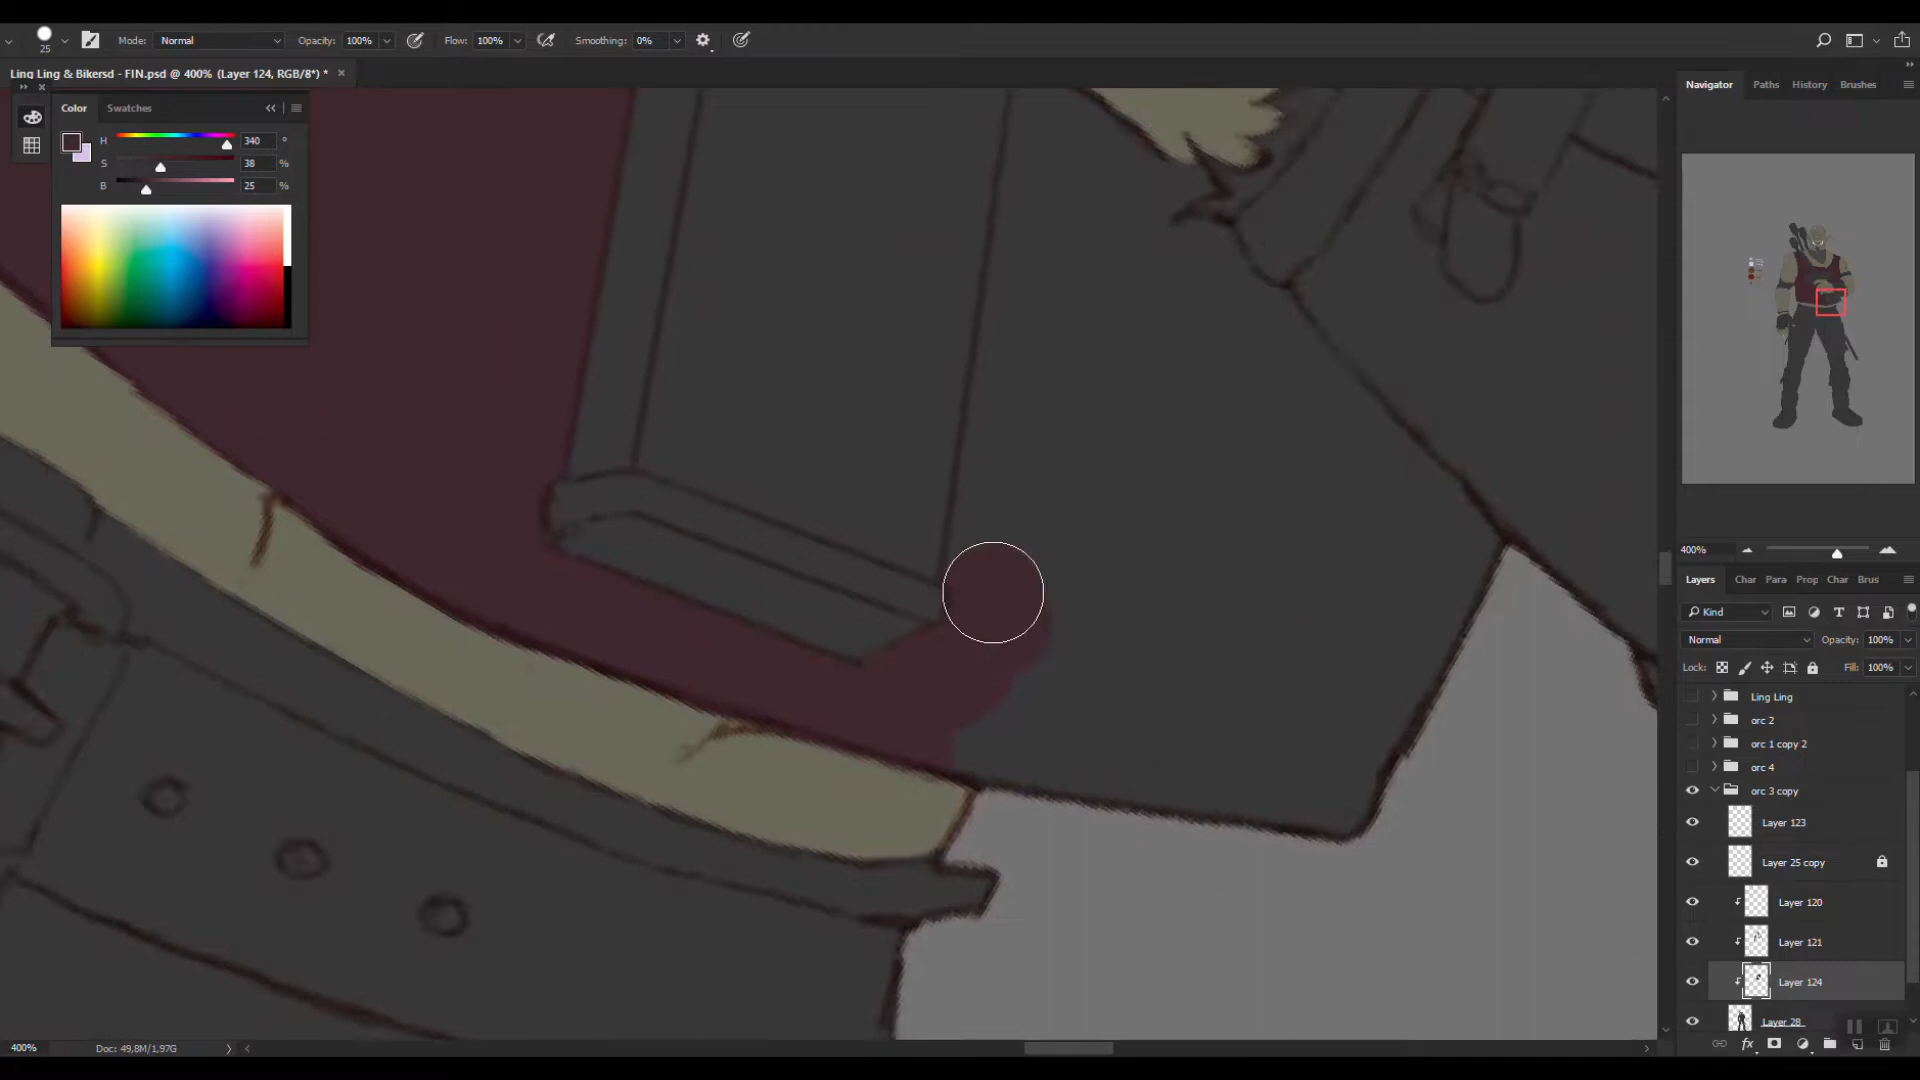 25
Mode: Normal
Opacity: 100%
Flow: 100%
Smoothing: 0%
Ling Ling & Bikersd - FIN.psd @ 400% (Layer 124, RGB/8*) *
Color
Swatches
H 340 °
S 38 %
B 25 %
Navigator
Paths
History
Brushes
400%
Layers
Char
Para
Prop
Char
Brus
Kind
Normal
Opacity: 100%
Lock:
Fill: 100%
Ling Ling
orc 2
orc 1 copy 2
orc 4
orc 3 copy
Layer 123
Layer 25 copy
Layer 120
Layer 121
Layer 124
Layer 28
fx
400%
Doc: 49,8M/1,97G